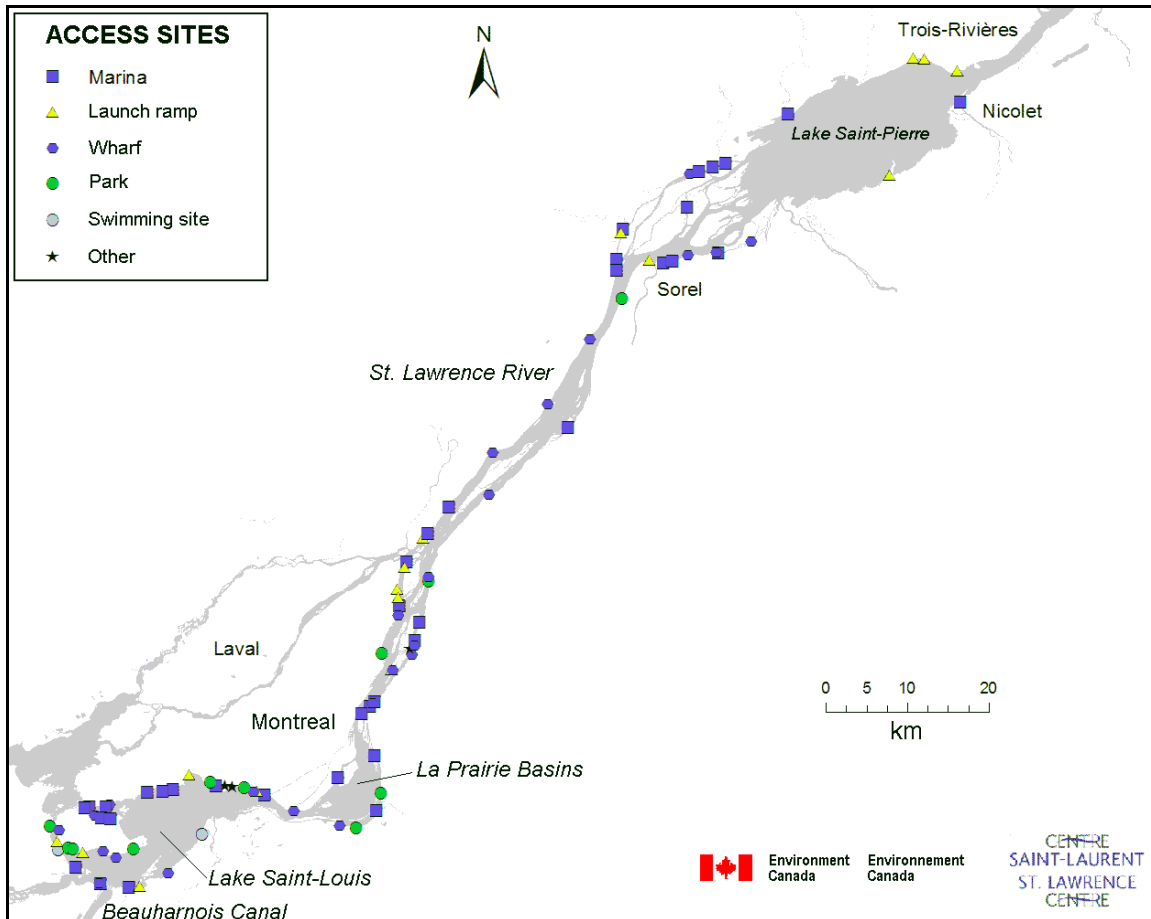 ACCESS SITES
Marina
Launch ramp
Wharf
Park
Swimming site
Other
N
Trois-Rivières
Nicolet
Lake Saint-Pierre
Sorel
St. Lawrence River
Laval
Montreal
0 5 10 20
km
La Prairie Basins
Lake Saint-Louis
Beauharnois Canal
Environment Canada
Environnement Canada
CENTRE
SAINT-LAURENT
ST. LAWRENCE
CENTRE